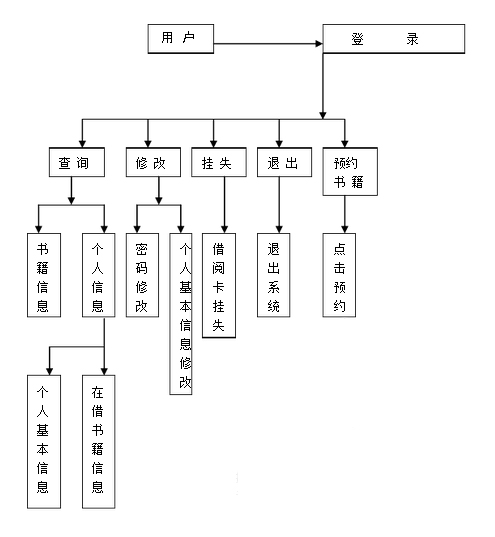 用 户
登 录
查 询
修 改
挂 失
退 出
预约
书 籍
书籍信息
个人信息
密码修改
个人基本信息修改
借阅卡挂失
退出系统
点击预约
个人基本信息
在借书籍信息